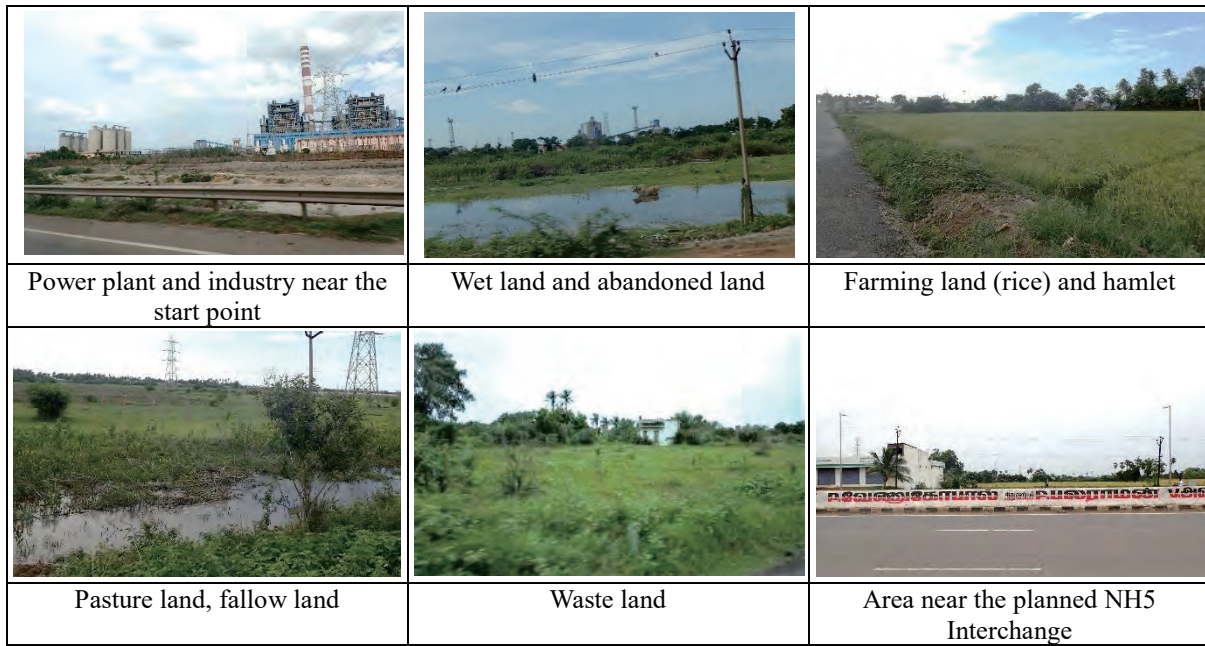 Power plant and industry near the
start point
Wet land and abandoned land
Farming land (rice) and hamlet
Pasture land, fallow land
Waste land
Area near the planned NH5
Interchange